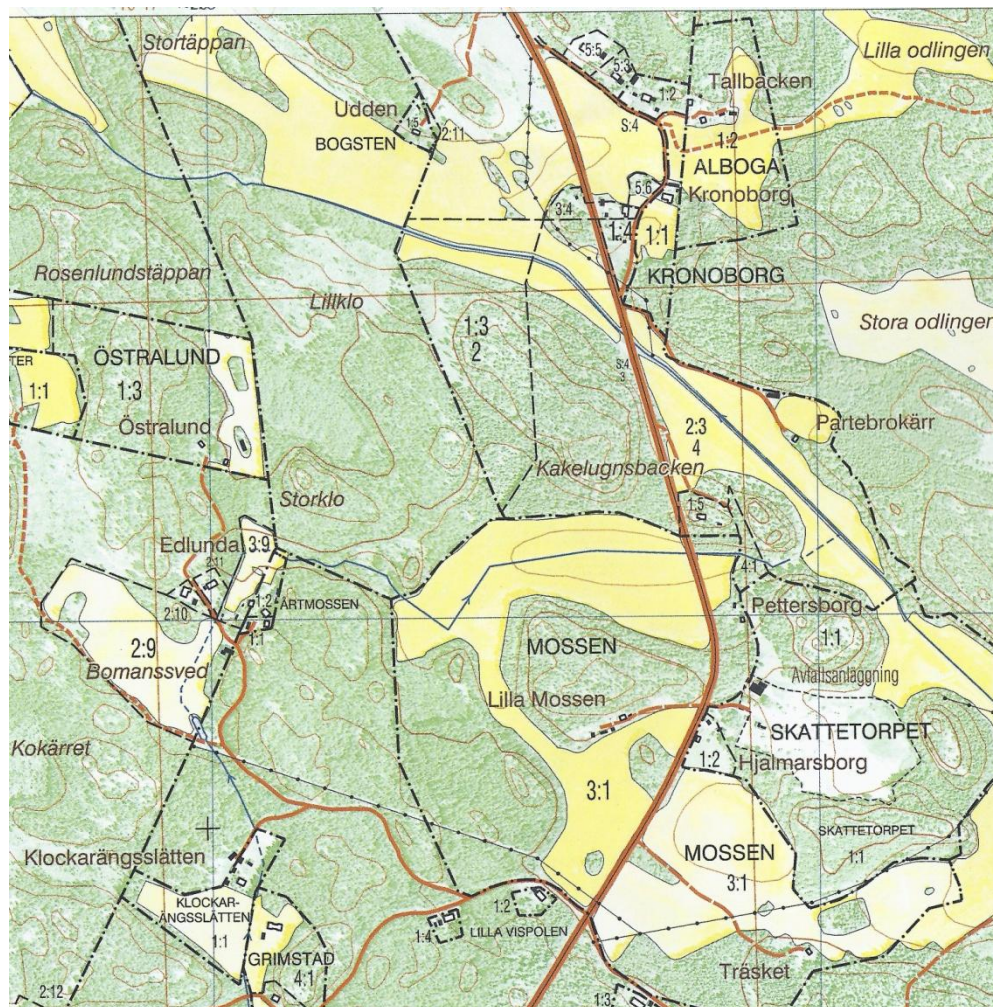 Stortäppan
5:5
5:3
1:2
Tallbacken
Lilla odlingen
Udden
1:5
2:11
BOGSTEN
S:4
1:2
ALBOGA
Kronoborg
5:6
3:4
1:4
1:1
KRONOBORG
Rosenlundstäppan
Lillklo
Stora odlingen
1:3
2
ÖSTRALUND
1:3
TER
1:1
S:4
3
Östralund
2:3
4
Partebrokärr
Kakelugnsbacken
Storklo
1:5
Edlunda
3:9
2:11
4:1
2:10
1:2
ÄRTMOSSEN
1:1
Pettersborg
1:1
2:9
Bomanssved
MOSSEN
Avfallsanläggning
Lilla Mossen
SKATTETORPET
Kokärret
1:2
Hjalmarsborg
3:1
SKATTETORPET
1:1
Klockarängsslätten
MOSSEN
3:1
KLOCKAR-
ÄNGSSLÄTTEN
1:1
1:2
1:4
LILLA VISPOLEN
GRIMSTAD
4:1
Träsket
2:12
1:3